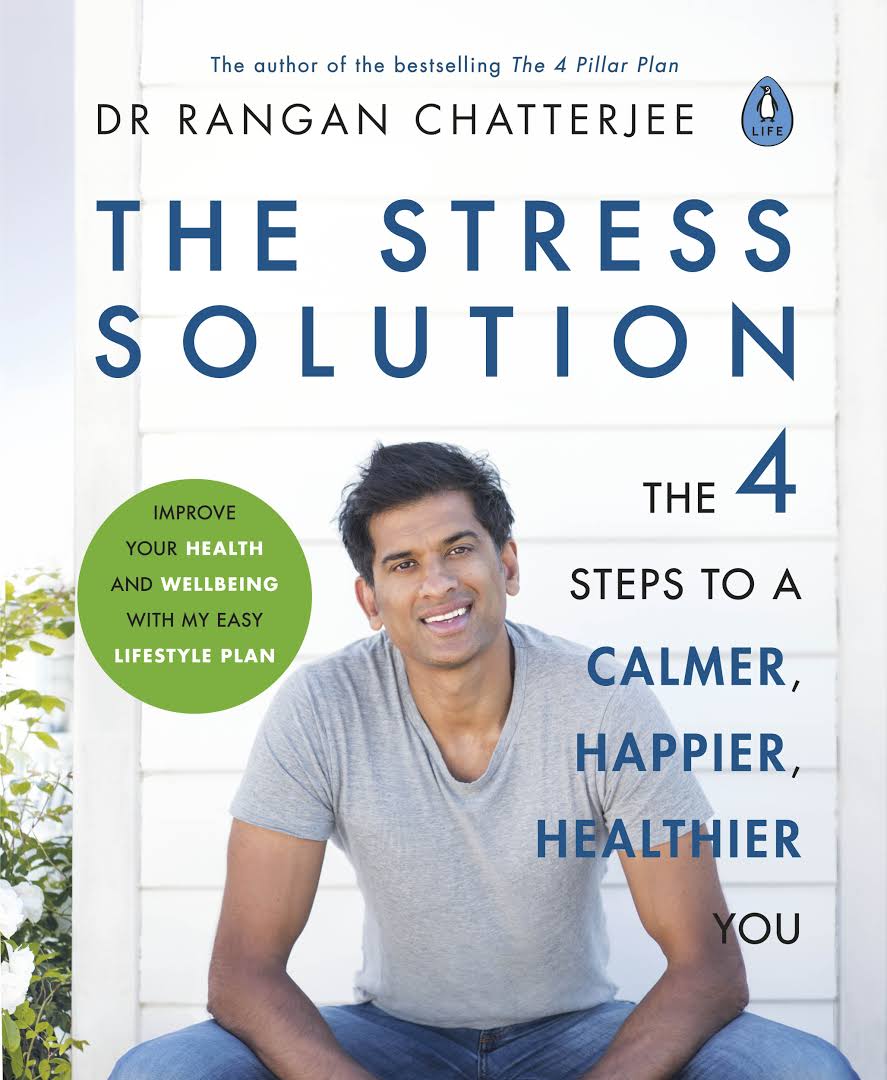 The author of the bestselling The 4 Pillar Plan
DR RANGAN CHATTERJEE
LIFE
THE STRESS
SOLUTION
THE 4
STEPS TO A
CALMER,
HAPPIER,
HEALTHIER
YOU
IMPROVE
YOUR HEALTH
AND WELLBEING
WITH MY EASY
LIFESTYLE PLAN